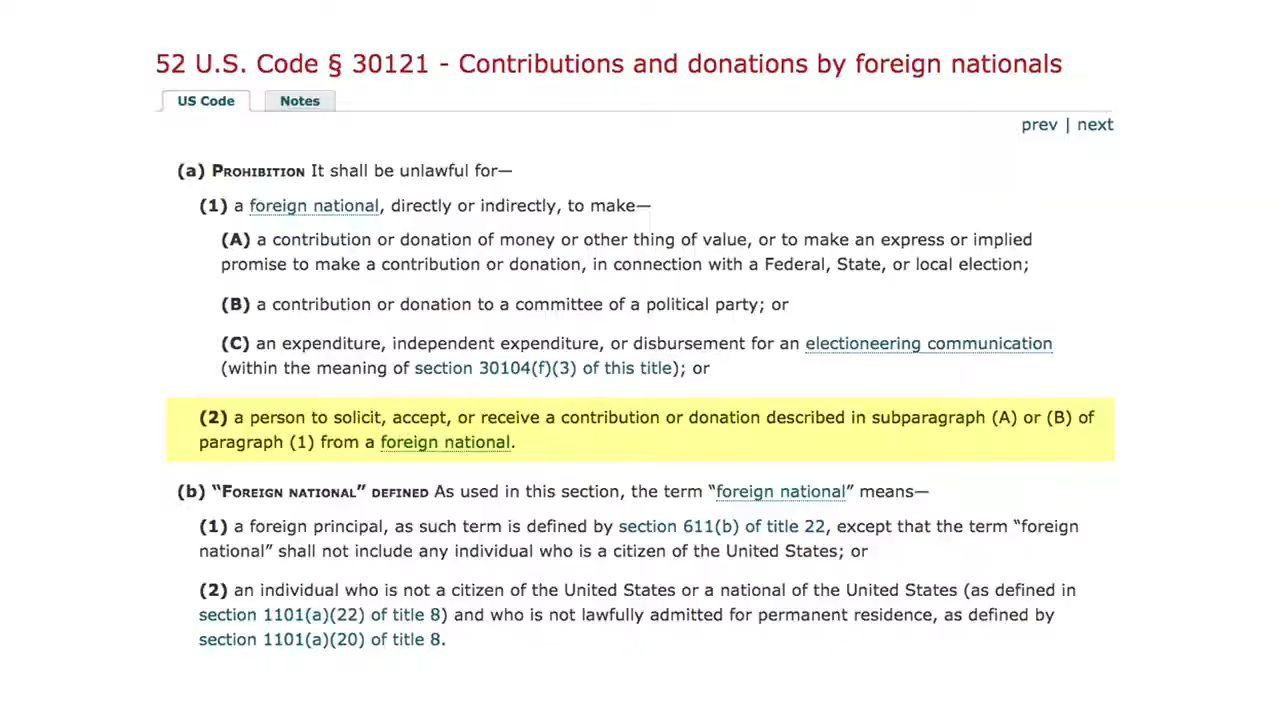 52 U.S. Code § 30121 - Contributions and donations by foreign nationals
US Code
Notes
prev | next
(a) PROHIBITION It shall be unlawful for—
(1) a foreign national, directly or indirectly, to make—
(A) a contribution or donation of money or other thing of value, or to make an express or implied
promise to make a contribution or donation, in connection with a Federal, State, or local election;
(B) a contribution or donation to a committee of a political party; or
(C) an expenditure, independent expenditure, or disbursement for an electioneering communication
(within the meaning of section 30104(f)(3) of this title); or
(2) a person to solicit, accept, or receive a contribution or donation described in subparagraph (A) or (B) of
paragraph (1) from a foreign national.
(b) “FOREIGN NATIONAL” DEFINED As used in this section, the term “foreign national” means—
(1) a foreign principal, as such term is defined by section 611(b) of title 22, except that the term “foreign
national” shall not include any individual who is a citizen of the United States; or
(2) an individual who is not a citizen of the United States or a national of the United States (as defined in
section 1101(a)(22) of title 8) and who is not lawfully admitted for permanent residence, as defined by
section 1101(a)(20) of title 8.